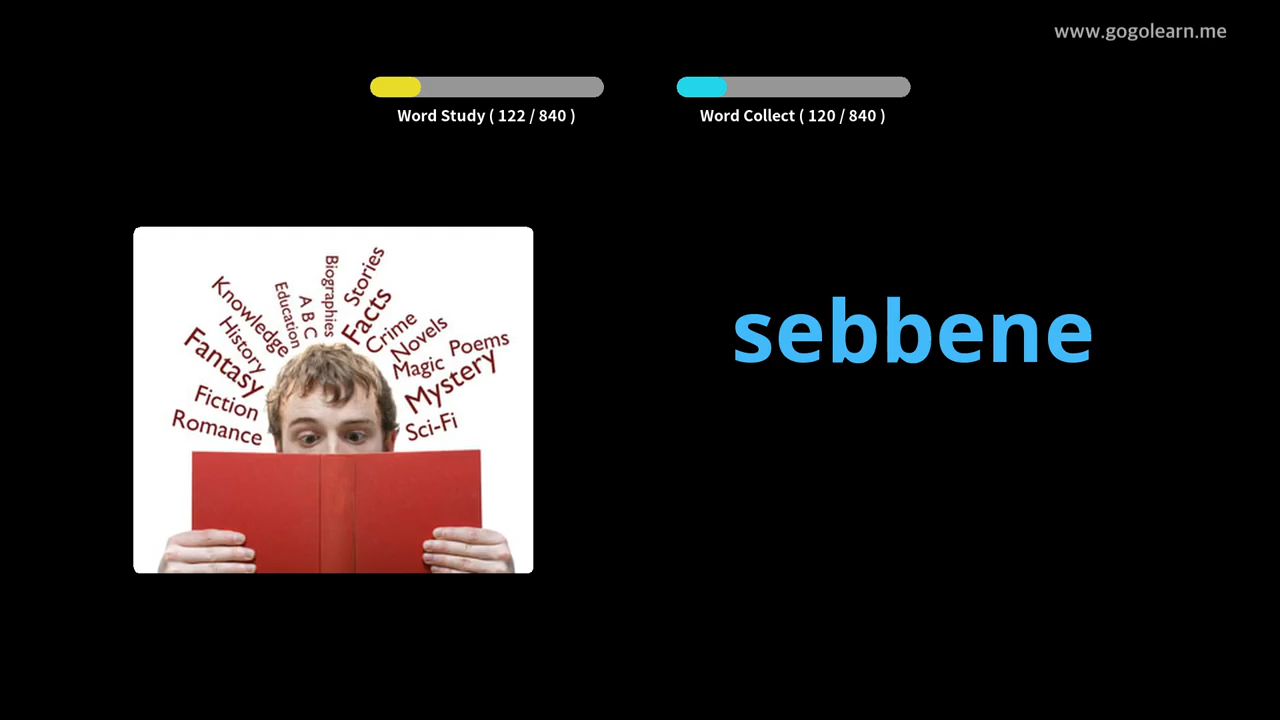 www.gogolearn.me
Word Study ( 122 / 840 )
Word Collect ( 120 / 840 )
Stories
Biographies
Facts
A B C
Education
Knowledge
Crime
Novels
History
Poems
Magic
Fantasy
Mystery
Fiction
Romance
Sci-Fi
sebbene